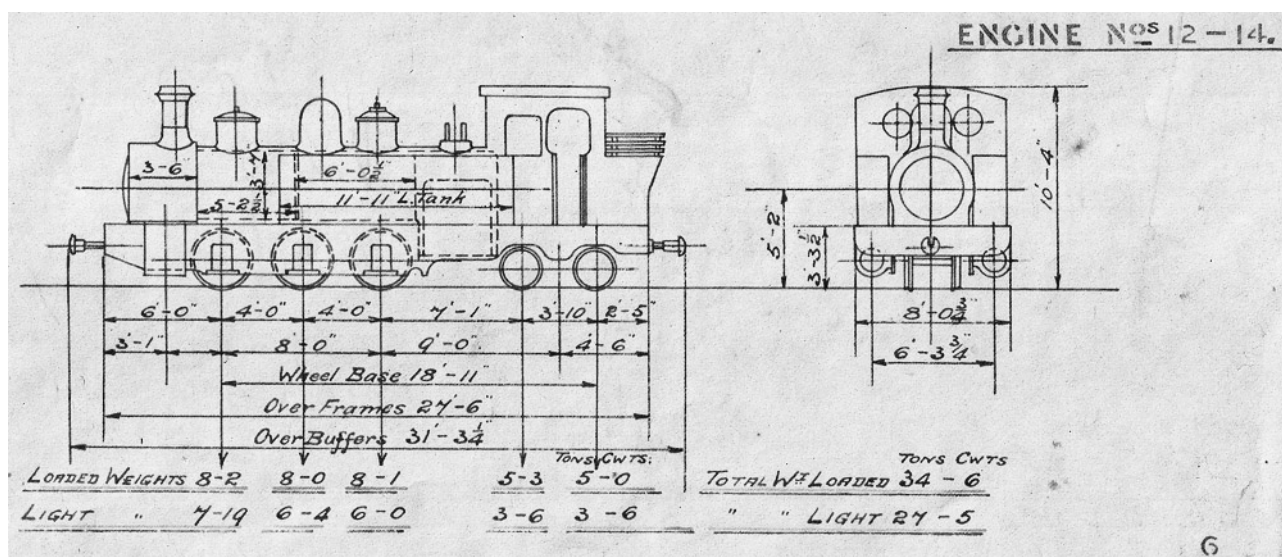 ENGINE Nos 12 – 14.
3-6
3'-7"
6'-0½"
5-2½"
11'-11" L. Tank
5'-2"
3'-3½"
10'-4"
6'-0" 4'-0" 4'-0" 7'-1" 3'-10" 2'-5"
8'-0¾"
3'-1" 8'-0" 9'-0" 4'-6"
6'-3¾"
Wheel Base 18'-11"
Over Frames 27'-6"
Over Buffers 31'-3¼"
TONS CWTS. TONS CWTS
LOADED WEIGHTS 8-2 8-0 8-1 5-3 5-0 TOTAL WT. LOADED 34-6
LIGHT " 7-19 6-4 6-0 3-6 3-6 " " LIGHT 27-5
6